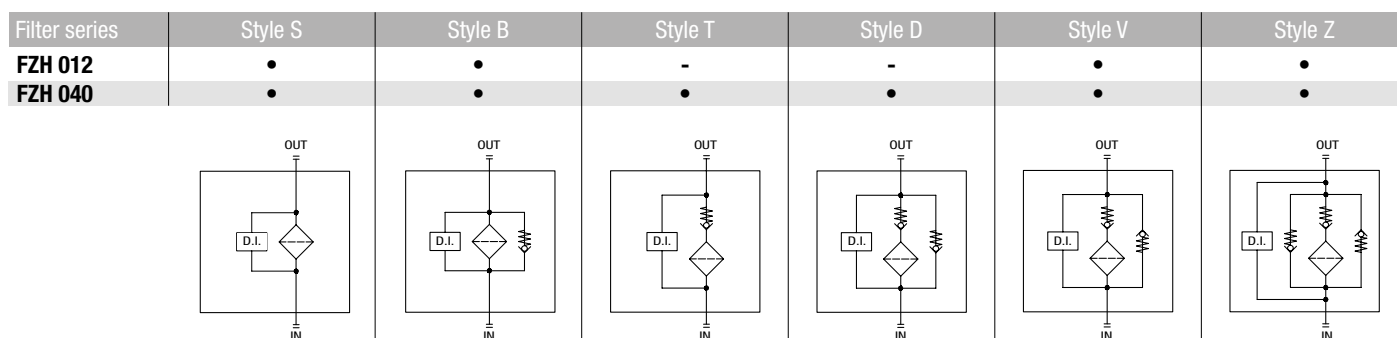 Filter series Style S Style B Style T Style D Style V Style Z
FZH 012 • • - - • •
FZH 040 • • • • • •
OUT OUT OUT OUT OUT OUT
D.I. D.I. D.I. D.I. D.I. D.I.
IN IN IN IN IN IN